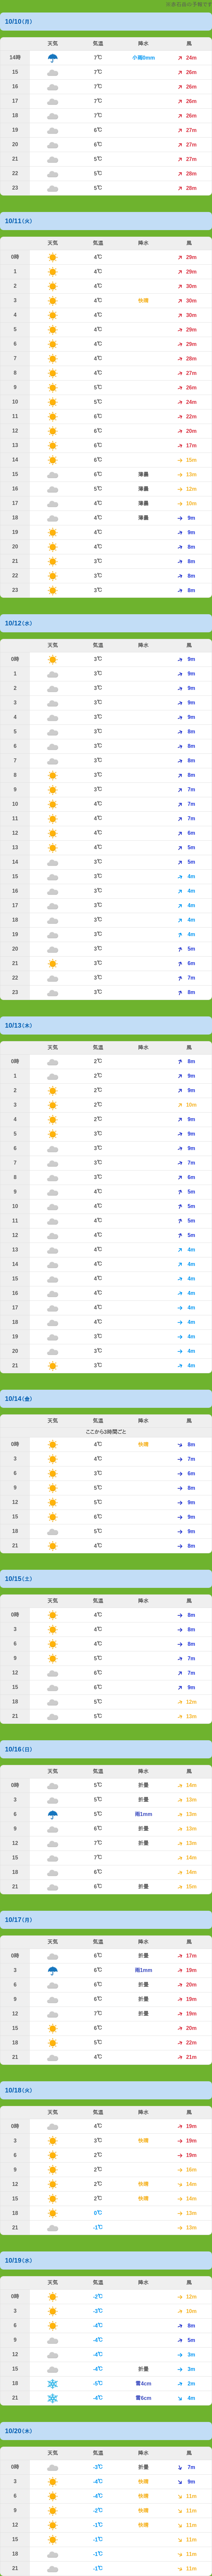 10/10(月)
天気 気温 降水 風
14時 7℃ 小雨8mm 24m
15 7℃ 26m
16 7℃ 26m
17 7℃ 26m
18 7℃ 26m
19 6℃ 27m
20 6℃ 27m
21 5℃ 27m
22 5℃ 28m
23 5℃ 28m
10/11(火)
天気 気温 降水 風
0時 4℃ 29m
1 4℃ 29m
2 4℃ 30m
3 4℃ 快晴 30m
4 4℃ 30m
5 4℃ 29m
6 4℃ 29m
7 4℃ 28m
8 4℃ 27m
9 5℃ 26m
10 5℃ 24m
11 6℃ 22m
12 6℃ 20m
13 6℃ 17m
14 6℃ 15m
15 6℃ 薄曇 13m
16 5℃ 薄曇 12m
17 4℃ 薄曇 10m
18 4℃ 薄曇 9m
19 4℃ 9m
20 4℃ 8m
21 3℃ 8m
22 3℃ 8m
23 3℃ 8m
10/12(水)
天気 気温 降水 風
0時 3℃ 9m
1 3℃ 9m
2 3℃ 9m
3 3℃ 9m
4 3℃ 9m
5 3℃ 8m
6 3℃ 8m
7 3℃ 8m
8 3℃ 8m
9 3℃ 7m
10 4℃ 7m
11 4℃ 7m
12 4℃ 6m
13 4℃ 5m
14 3℃ 5m
15 3℃ 4m
16 3℃ 4m
17 4℃ 4m
18 4℃ 4m
19 3℃ 4m
20 3℃ 5m
21 3℃ 6m
22 3℃ 7m
23 3℃ 8m
10/13(木)
天気 気温 降水 風
0時 2℃ 8m
1 2℃ 9m
2 2℃ 9m
3 2℃ 10m
4 2℃ 9m
5 3℃ 9m
6 3℃ 9m
7 3℃ 7m
8 3℃ 6m
9 4℃ 5m
10 4℃ 5m
11 4℃ 5m
12 4℃ 5m
13 4℃ 4m
14 4℃ 4m
15 4℃ 4m
16 4℃ 4m
17 4℃ 4m
18 4℃ 4m
19 3℃ 4m
20 3℃ 4m
21 3℃ 4m
10/14(金)
天気 気温 降水 風
ここから3時間ごと
0時 4℃ 快晴 8m
3 4℃ 7m
6 3℃ 6m
9 5℃ 8m
12 5℃ 9m
15 6℃ 9m
18 5℃ 9m
21 4℃ 8m
10/15(土)
天気 気温 降水 風
0時 4℃ 8m
3 4℃ 8m
6 4℃ 8m
9 5℃ 7m
12 6℃ 7m
15 6℃ 9m
18 5℃ 12m
21 5℃ 13m
10/16(日)
天気 気温 降水 風
0時 5℃ 折曇 14m
3 5℃ 折曇 13m
6 5℃ 雨1mm 13m
9 6℃ 折曇 13m
12 7℃ 折曇 13m
15 7℃ 14m
18 6℃ 14m
21 6℃ 折曇 15m
10/17(月)
天気 気温 降水 風
0時 6℃ 折曇 17m
3 6℃ 雨1mm 19m
6 6℃ 折曇 20m
9 6℃ 折曇 19m
12 7℃ 折曇 19m
15 6℃ 20m
18 5℃ 22m
21 4℃ 21m
10/18(火)
天気 気温 降水 風
0時 4℃ 19m
3 3℃ 快晴 19m
6 2℃ 19m
9 2℃ 16m
12 2℃ 快晴 14m
15 2℃ 快晴 14m
18 0℃ 15m
21 -1℃ 13m
10/19(水)
天気 気温 降水 風
0時 -2℃ 12m
3 -3℃ 10m
6 -4℃ 8m
9 -4℃ 5m
12 -4℃ 3m
15 -4℃ 折曇 3m
18 -5℃ 雪4cm 2m
21 -4℃ 雪6cm 4m
10/20(木)
天気 気温 降水 風
0時 -3℃ 折曇 7m
3 -4℃ 快晴 9m
6 -4℃ 快晴 11m
9 -2℃ 快晴 11m
12 -1℃ 快晴 11m
15 -1℃ 11m
18 -1℃ 11m
21 -1℃ 11m